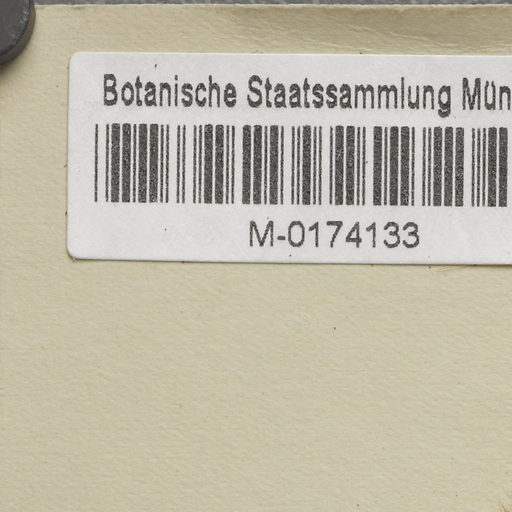 Botanische Staatssammlung Mün
M-0174133